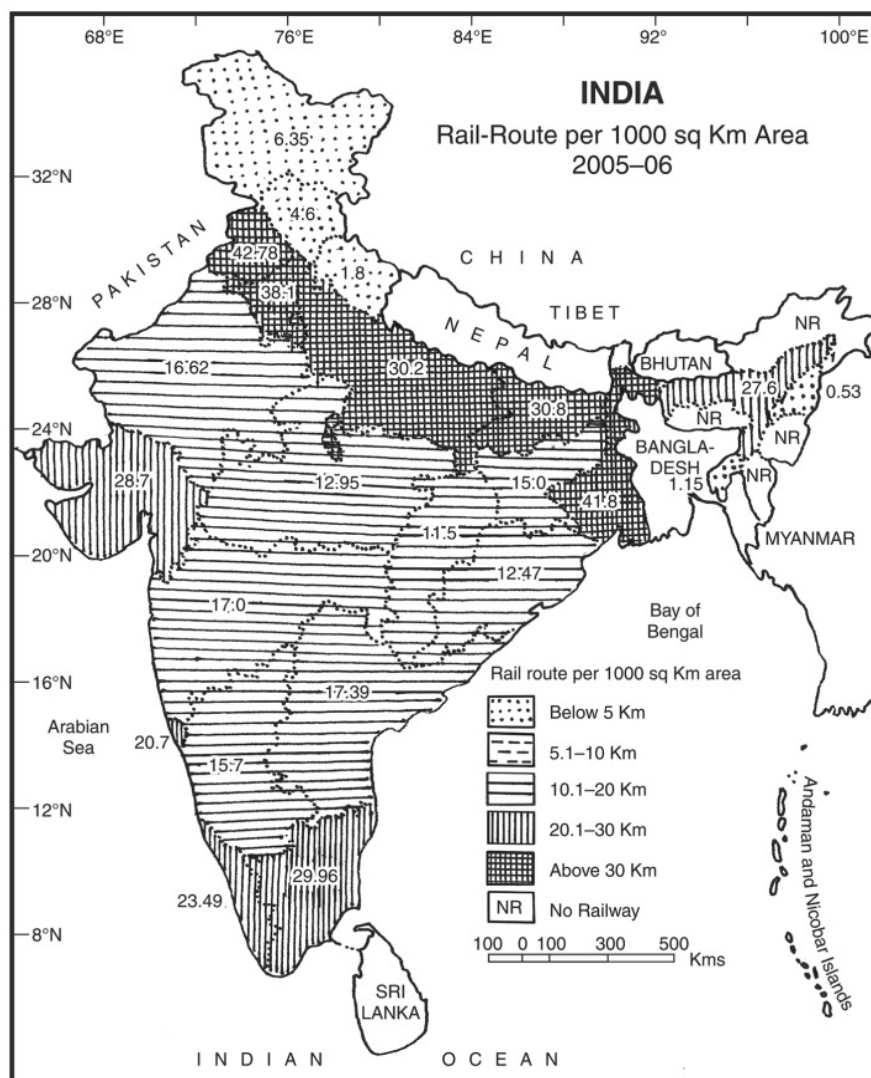 68°E 76°E 84°E 92°E 100°E
INDIA
Rail-Route per 1000 sq Km Area
2005–06
32°N
28°N
24°N
20°N
16°N
12°N
8°N
PAKISTAN
CHINA
TIBET
NEPAL
BHUTAN
BANGLA-
DESH
MYANMAR
6.35
4.6
42.78
1.8
38.1
16.62
30.2
30.8
NR
27.6
0.53
NR
NR
NR
1.15
28.7
12.95
15.0
41.8
11.5
12.47
17.0
17.39
20.7
15.7
29.96
23.49
Bay of
Bengal
Arabian
Sea
Rail route per 1000 sq Km area
Below 5 Km
5.1–10 Km
10.1–20 Km
20.1–30 Km
Above 30 Km
NR No Railway
100 0 100 300 500 Kms
Andaman and Nicobar Islands
SRI
LANKA
INDIAN OCEAN